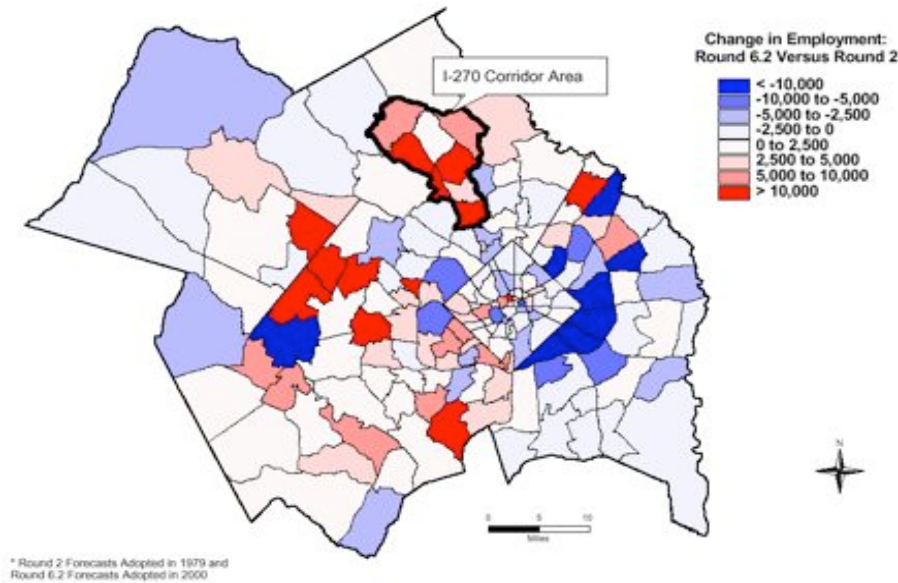 Change in Employment:
Round 6.2 Versus Round 2
I-270 Corridor Area
< -10,000
-10,000 to -5,000
-5,000 to -2,500
-2,500 to 0
0 to 2,500
2,500 to 5,000
5,000 to 10,000
> 10,000
N
0 5 10
Miles
* Round 2 Forecasts Adopted in 1979 and
Round 6.2 Forecasts Adopted in 2000